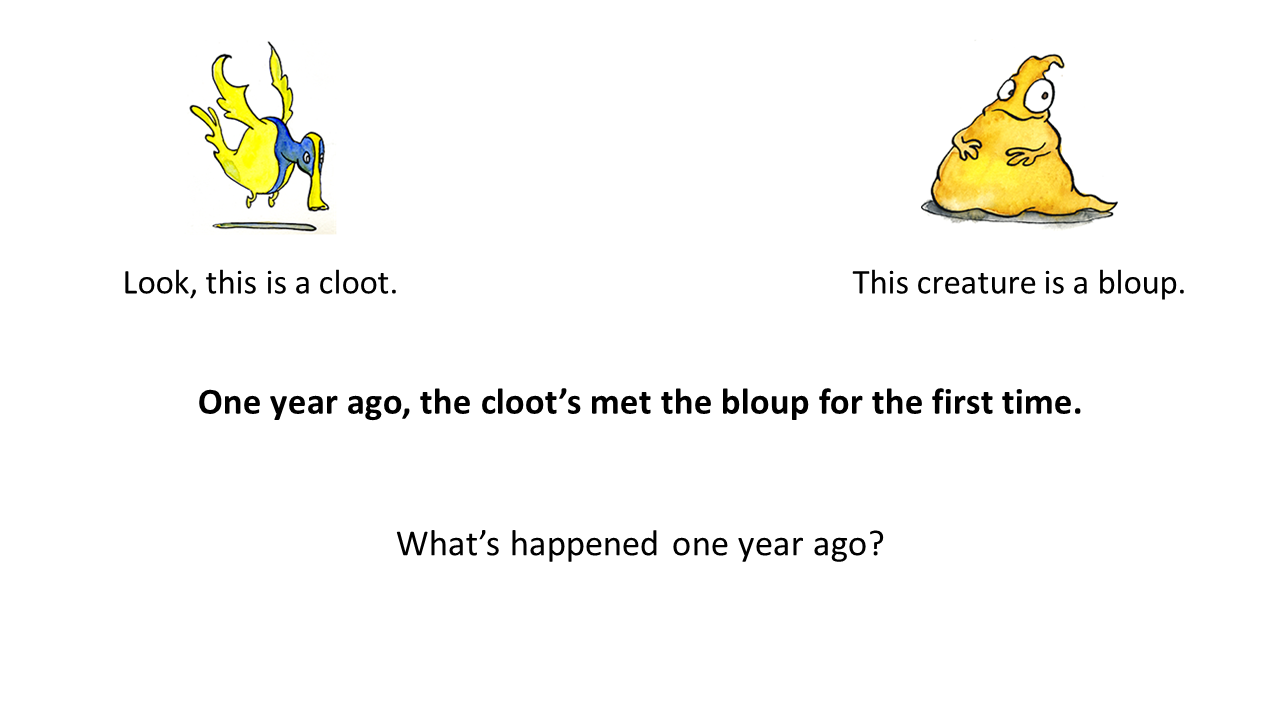 Look, this is a cloot.
This creature is a bloup.
One year ago, the cloot’s met the bloup for the first time.
What’s happened one year ago?